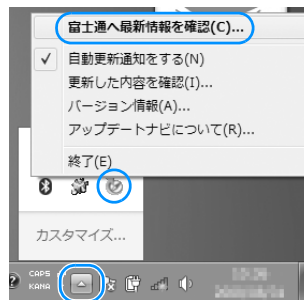 富士通へ最新情報を確認(C)...
自動更新通知をする(N)
更新した内容を確認(I)...
バージョン情報(A)...
アップデートナビについて(R)...
終了(E)
カスタマイズ...
CAPS
KANA